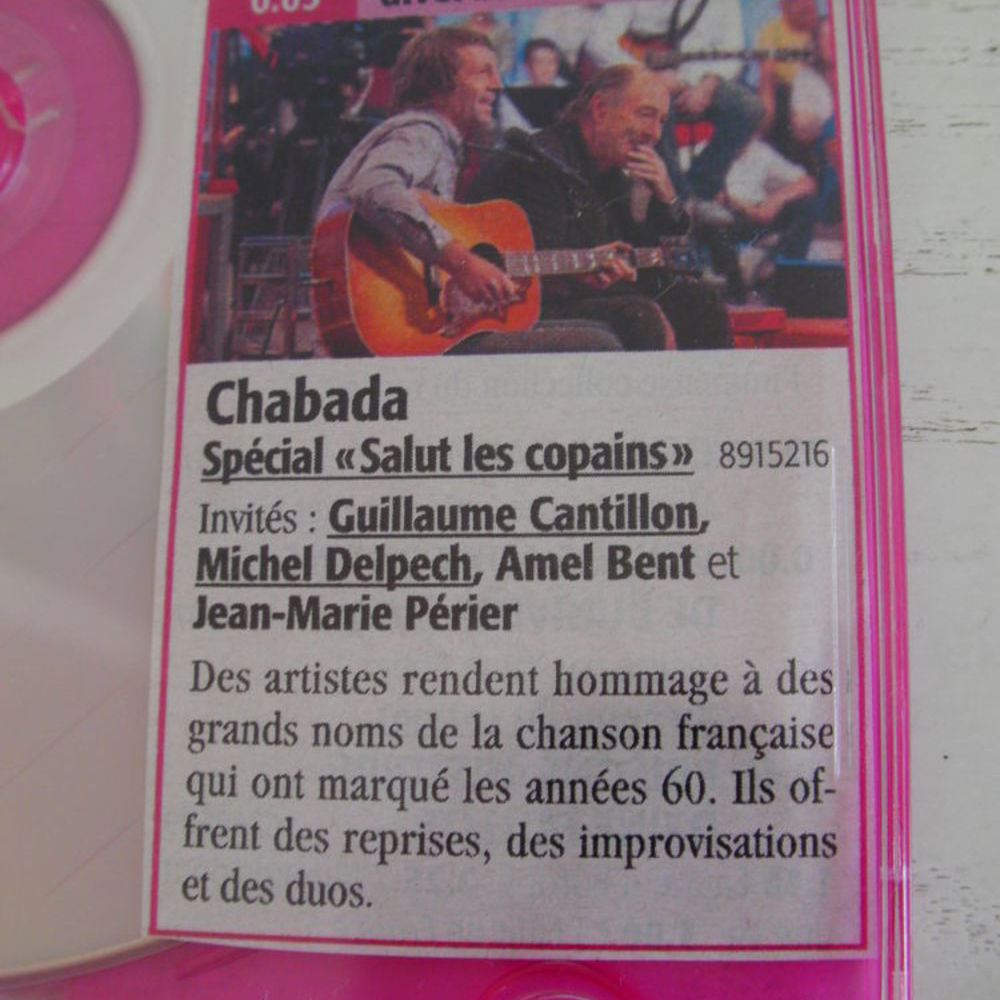 Chabada
Spécial «Salut les copains» 8915216
Invités : Guillaume Cantillon,
Michel Delpech, Amel Bent et
Jean-Marie Périer
Des artistes rendent hommage à des
grands noms de la chanson française
qui ont marqué les années 60. Ils of-
frent des reprises, des improvisations
et des duos.